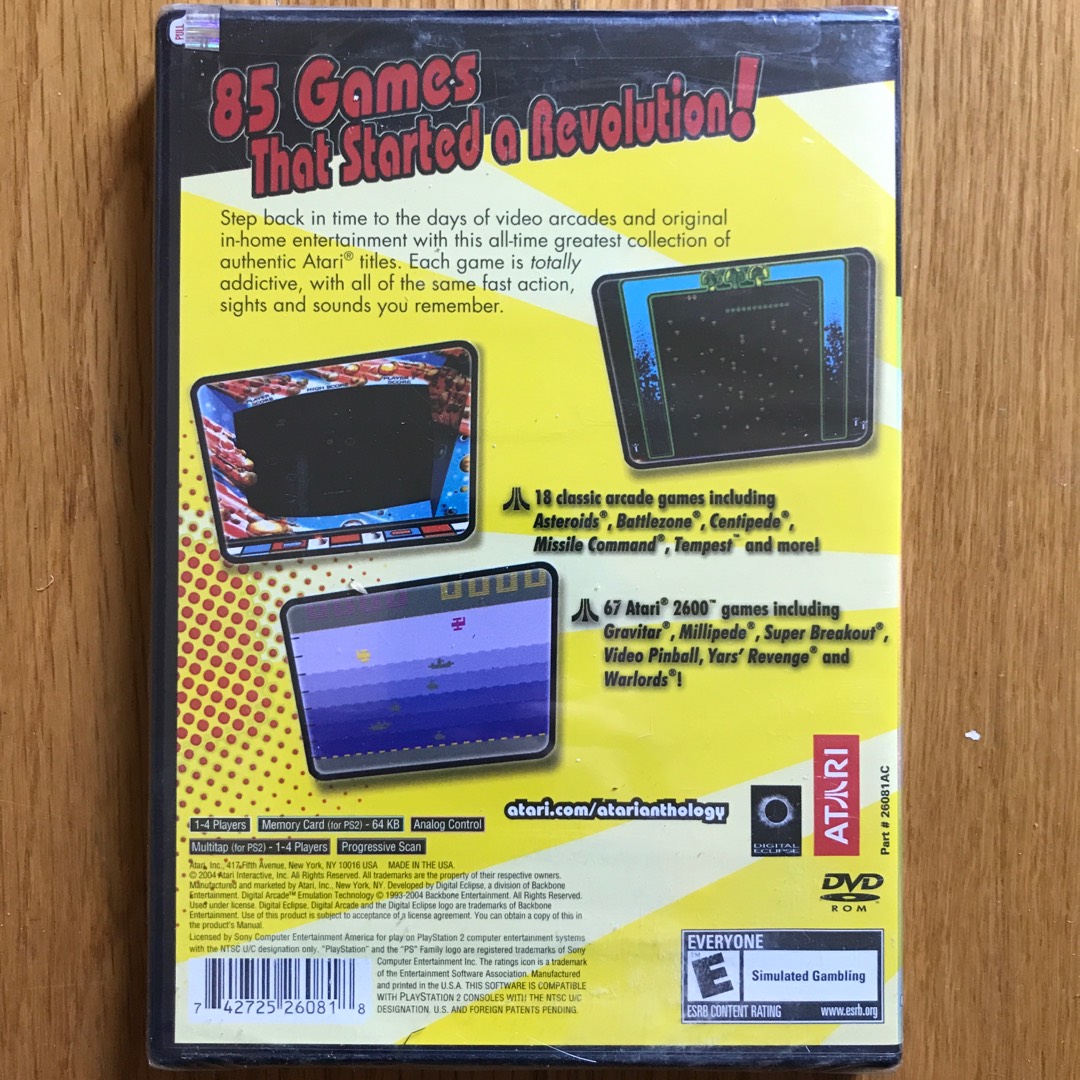 PULL
85 Games
That Started a Revolution!
Step back in time to the days of video arcades and original
in-home entertainment with this all-time greatest collection of
authentic Atari® titles. Each game is totally
addictive, with all of the same fast action,
sights and sounds you remember.
PLAYER 1 SCORE
HIGH SCORE
PLAYER 2 SCORE
18 classic arcade games including
Asteroids®, Battlezone®, Centipede®,
Missile Command®, Tempest™ and more!
67 Atari® 2600™ games including
Gravitar®, Millipede®, Super Breakout®,
Video Pinball, Yars' Revenge® and
Warlords®!
atari.com/atarianthology
DIGITAL
ECLIPSE
ATARI
Part # 26081AC
1-4 Players
Memory Card (for PS2) - 64 KB
Analog Control
Multitap (for PS2) - 1-4 Players
Progressive Scan
Atari, Inc., 417 Fifth Avenue, New York, NY 10016 USA MADE IN THE USA.
© 2004 Atari Interactive, Inc. All Rights Reserved. All trademarks are the property of their respective owners.
Manufactured and marketed by Atari, Inc., New York, NY. Developed by Digital Eclipse, a division of Backbone
Entertainment. Digital Arcade™ Emulation Technology © 1993-2004 Backbone Entertainment. All Rights Reserved.
Used under license. Digital Eclipse, Digital Arcade and the Digital Eclipse logo are trademarks of Backbone
Entertainment. Use of this product is subject to acceptance of a license agreement. You can obtain a copy of this in
the product's Manual.
Licensed by Sony Computer Entertainment America for play on PlayStation 2 computer entertainment systems
with the NTSC U/C designation only. "PlayStation" and the "PS" Family logo are registered trademarks of Sony
Computer Entertainment Inc. The ratings icon is a trademark
of the Entertainment Software Association. Manufactured
and printed in the U.S.A. THIS SOFTWARE IS COMPATIBLE
WITH PLAYSTATION 2 CONSOLES WITH THE NTSC U/C
DESIGNATION. U.S. AND FOREIGN PATENTS PENDING.
7 42725 26081 8
DVD
ROM
EVERYONE
E
™
Simulated Gambling
ESRB CONTENT RATING www.esrb.org